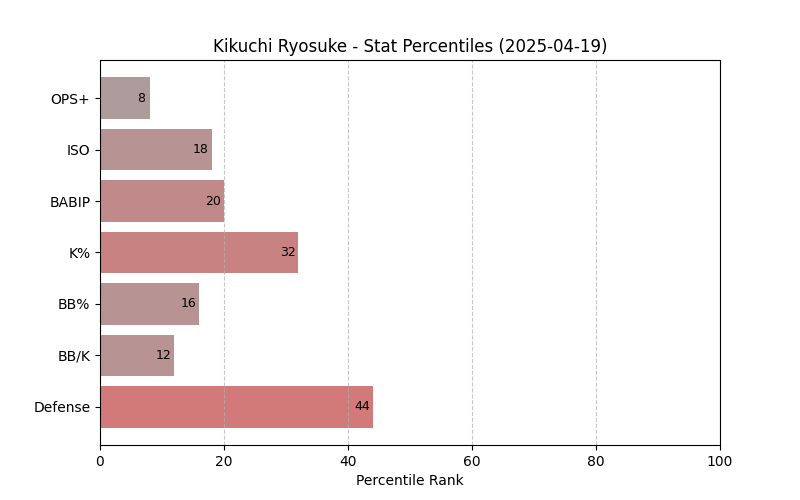 Kikuchi Ryosuke - Stat Percentiles (2025-04-19)
OPS+ 8
ISO 18
BABIP 20
K% 32
BB% 16
BB/K 12
Defense 44
0 20 40 60 80 100
Percentile Rank